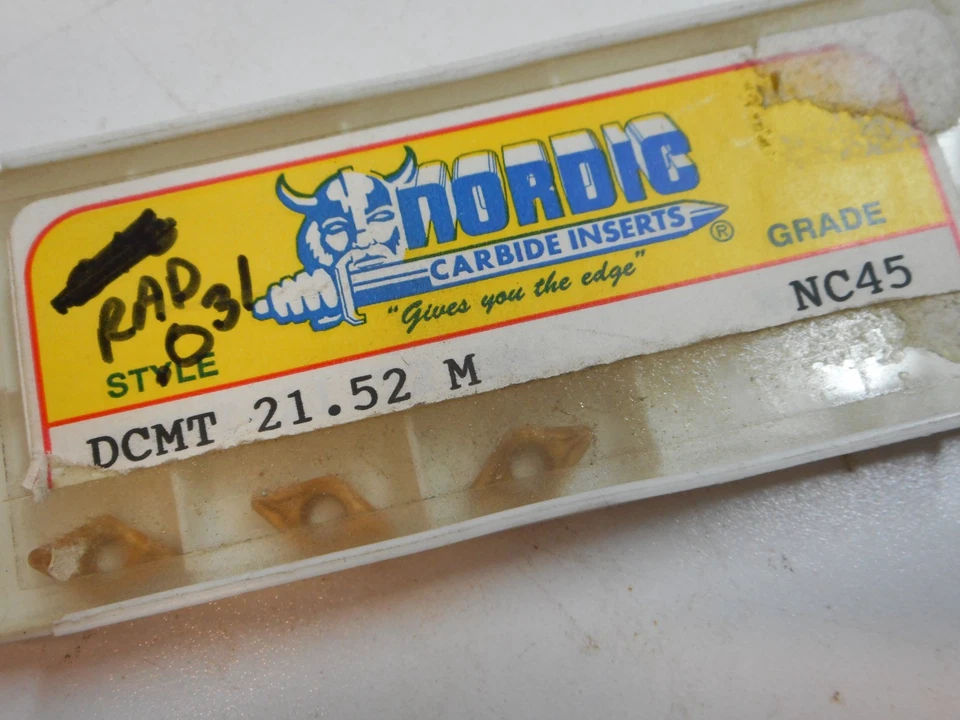 NORDIC
CARBIDE INSERTS®
"Gives you the edge"
RAD
031
STYLE
GRADE
DCMT 21.52 M
NC45